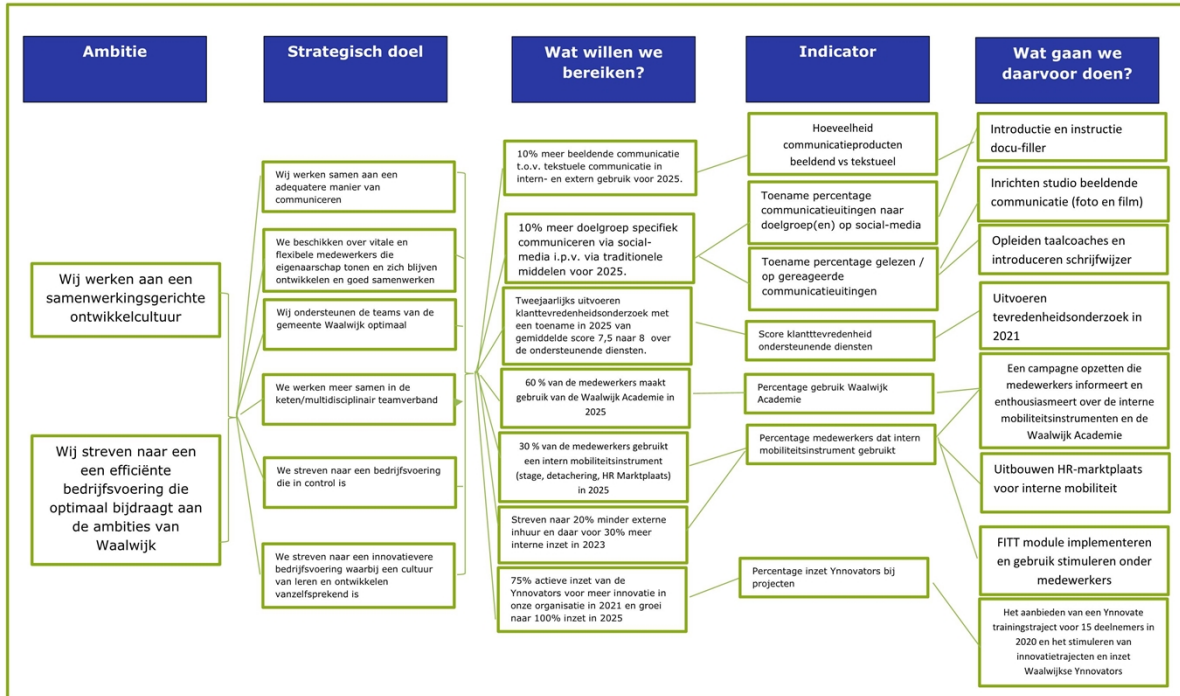 Ambitie
Strategisch doel
Wat willen we
bereiken?
Indicator
Wat gaan we
daarvoor doen?
Wij werken aan een
samenwerkingsgerichte
ontwikkelcultuur
Wij streven naar een
een efficiënte
bedrijfsvoering die
optimaal bijdraagt aan
de ambities van
Waalwijk
Wij werken samen aan een
adequatere manier van
communiceren
We beschikken over vitale en
flexibele medewerkers die
eigenaarschap tonen en zich blijven
ontwikkelen en goed samenwerken
Wij ondersteunen de teams van de
gemeente Waalwijk optimaal
We werken meer samen in de
keten/multidisciplinair teamverband
We streven naar een bedrijfsvoering
die in control is
We streven naar een innovatievere
bedrijfsvoering waarbij een cultuur
van leren en ontwikkelen
vanzelfsprekend is
10% meer beeldende communicatie
t.o.v. tekstuele communicatie in
intern- en extern gebruik voor 2025.
10% meer doelgroep specifiek
communiceren via social-
media i.p.v. via traditionele
middelen voor 2025.
Tweejaarlijks uitvoeren
klanttevredenheidsonderzoek met
een toename in 2025 van
gemiddelde score 7,5 naar 8 over
de ondersteunende diensten.
60 % van de medewerkers maakt
gebruik van de Waalwijk Academie in
2025
30 % van de medewerkers gebruikt
een intern mobiliteitsinstrument
(stage, detachering, HR Marktplaats)
in 2025
Streven naar 20% minder externe
inhuur en daar voor 30% meer
interne inzet in 2023
75% actieve inzet van de
Ynnovators voor meer innovatie in
onze organisatie in 2021 en groei
naar 100% inzet in 2025
Hoeveelheid
communicatieproducten
beeldend vs tekstueel
Toename percentage
communicatieuitingen naar
doelgroep(en) op social-media
Toename percentage gelezen /
op gereageerde
communicatieuitingen
Score klantttevredenheid
ondersteunende diensten
Percentage gebruik Waalwijk
Academie
Percentage medewerkers dat intern
mobiliteitsinstrument gebruikt
Percentage inzet Ynnovators bij
projecten
Introductie en instructie
docu-filler
Inrichten studio beeldende
communicatie (foto en film)
Opleiden taalcoaches en
introduceren schrijfwijzer
Uitvoeren
tevredenheidsonderzoek in
2021
Een campagne opzetten die
medewerkers informeert en
enthousiasmeert over de interne
mobiliteitsinstrumenten en de
Waalwijk Academie
Uitbouwen HR-marktplaats
voor interne mobiliteit
FITT module implementeren
en gebruik stimuleren onder
medewerkers
Het aanbieden van een Ynnovate
trainingstraject voor 15 deelnemers in
2020 en het stimuleren van
innovatietrajecten en inzet
Waalwijkse Ynnovators